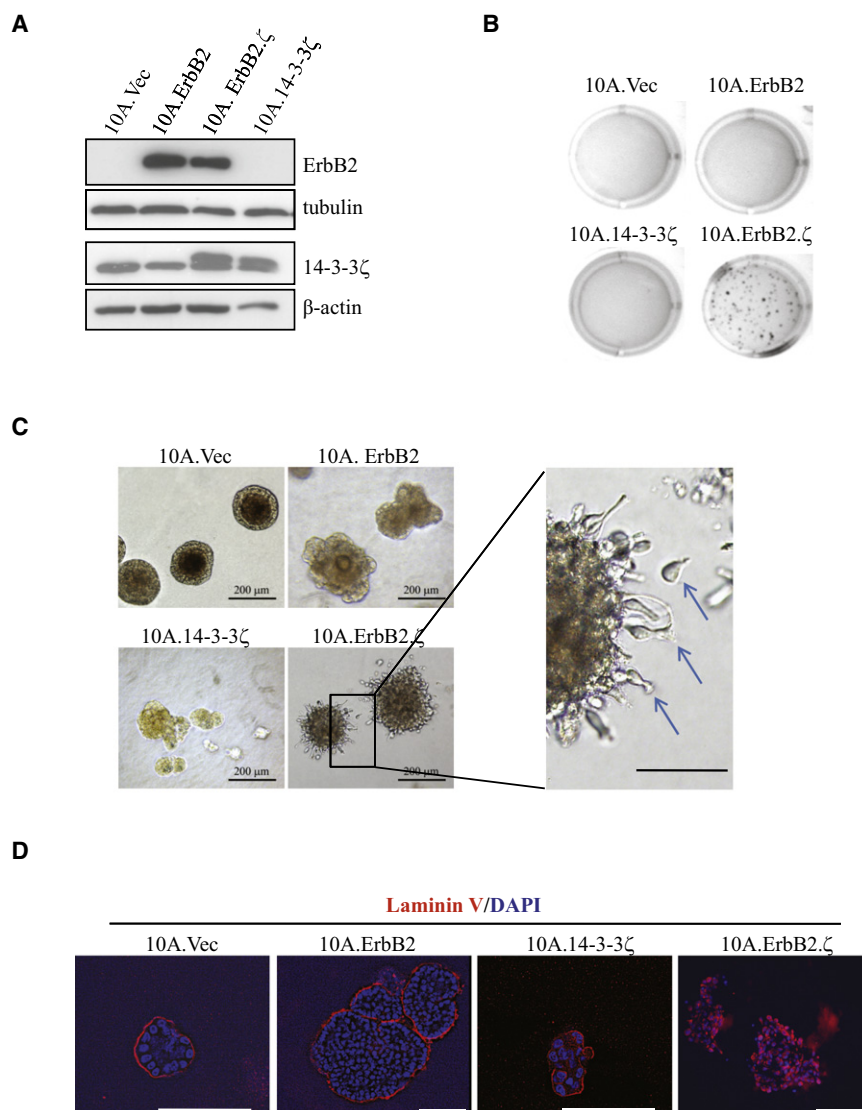 A
10A.Vec
10A.ErbB2
10A. ErbB2.ζ
10A.14-3-3ζ
ErbB2
tubulin
14-3-3ζ
β-actin
B
10A.Vec
10A.ErbB2
10A.14-3-3ζ
10A.ErbB2.ζ
C
10A.Vec
10A. ErbB2
200 μm
200 μm
10A.14-3-3ζ
10A.ErbB2.ζ
200 μm
200 μm
D
Laminin V/DAPI
10A.Vec
10A.ErbB2
10A.14-3-3ζ
10A.ErbB2.ζ